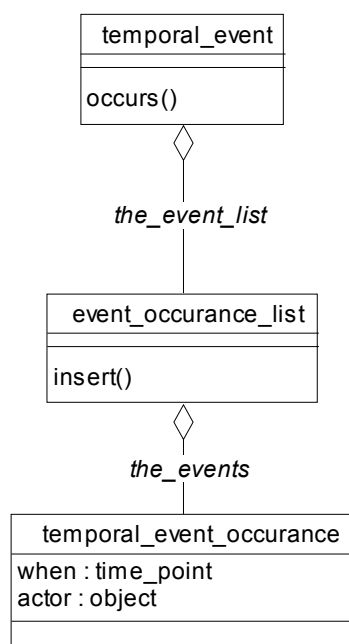 temporal_event
occurs()
the_event_list
event_occurance_list
insert()
the_events
temporal_event_occurance
when : time_point
actor : object